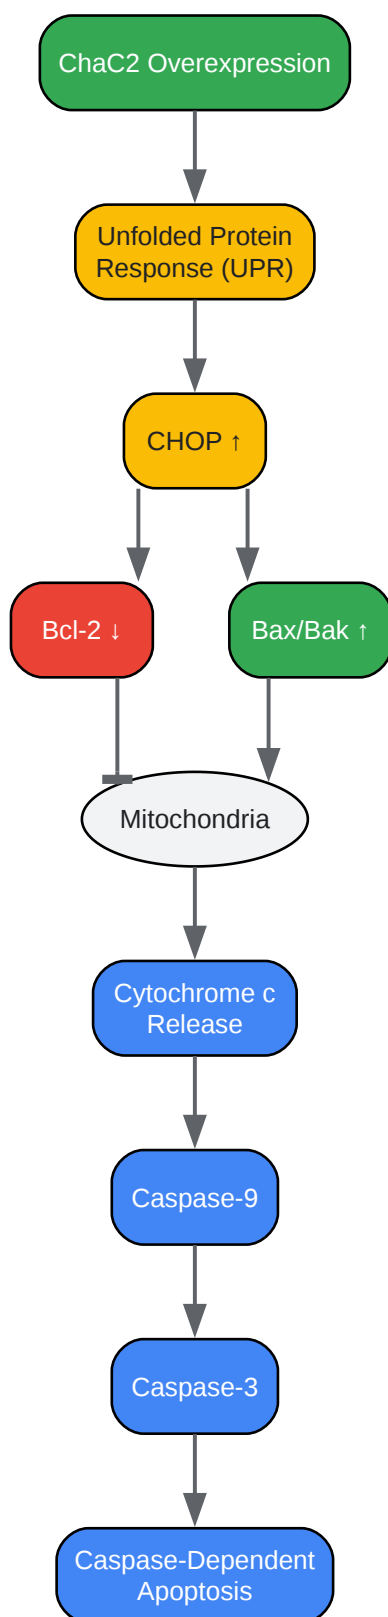 ChaC2 Overexpression
Unfolded Protein
Response (UPR)
CHOP ↑
Bcl-2 ↓
Bax/Bak ↑
Mitochondria
Cytochrome c
Release
Caspase-9
Caspase-3
Caspase-Dependent
Apoptosis